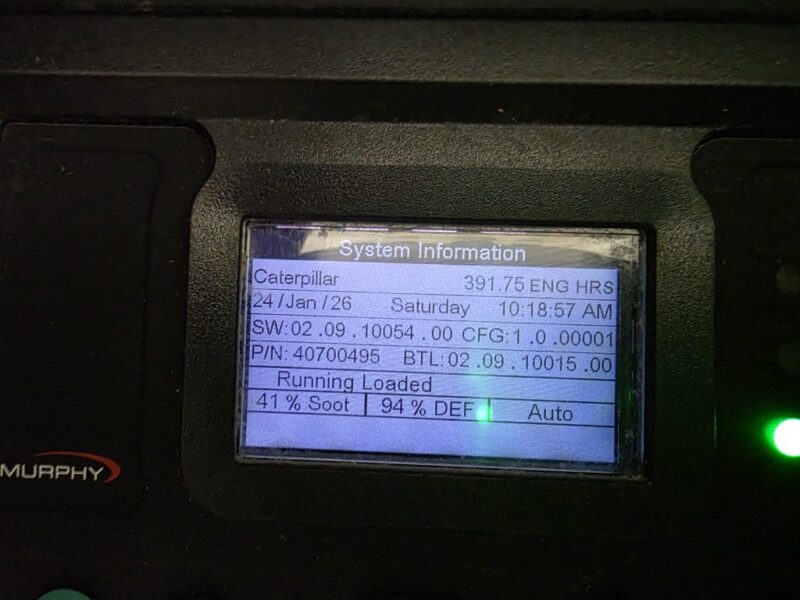 System Information
Caterpillar 391.75 ENG HRS
24 /Jan / 26 Saturday 10:18:57 AM
SW:02 .09 .10054 .00 CFG:1 .0 .00001
P/N: 40700495 BTL:02 .09 .10015 .00
Running Loaded
41 % Soot 94 % DEF Auto
MURPHY